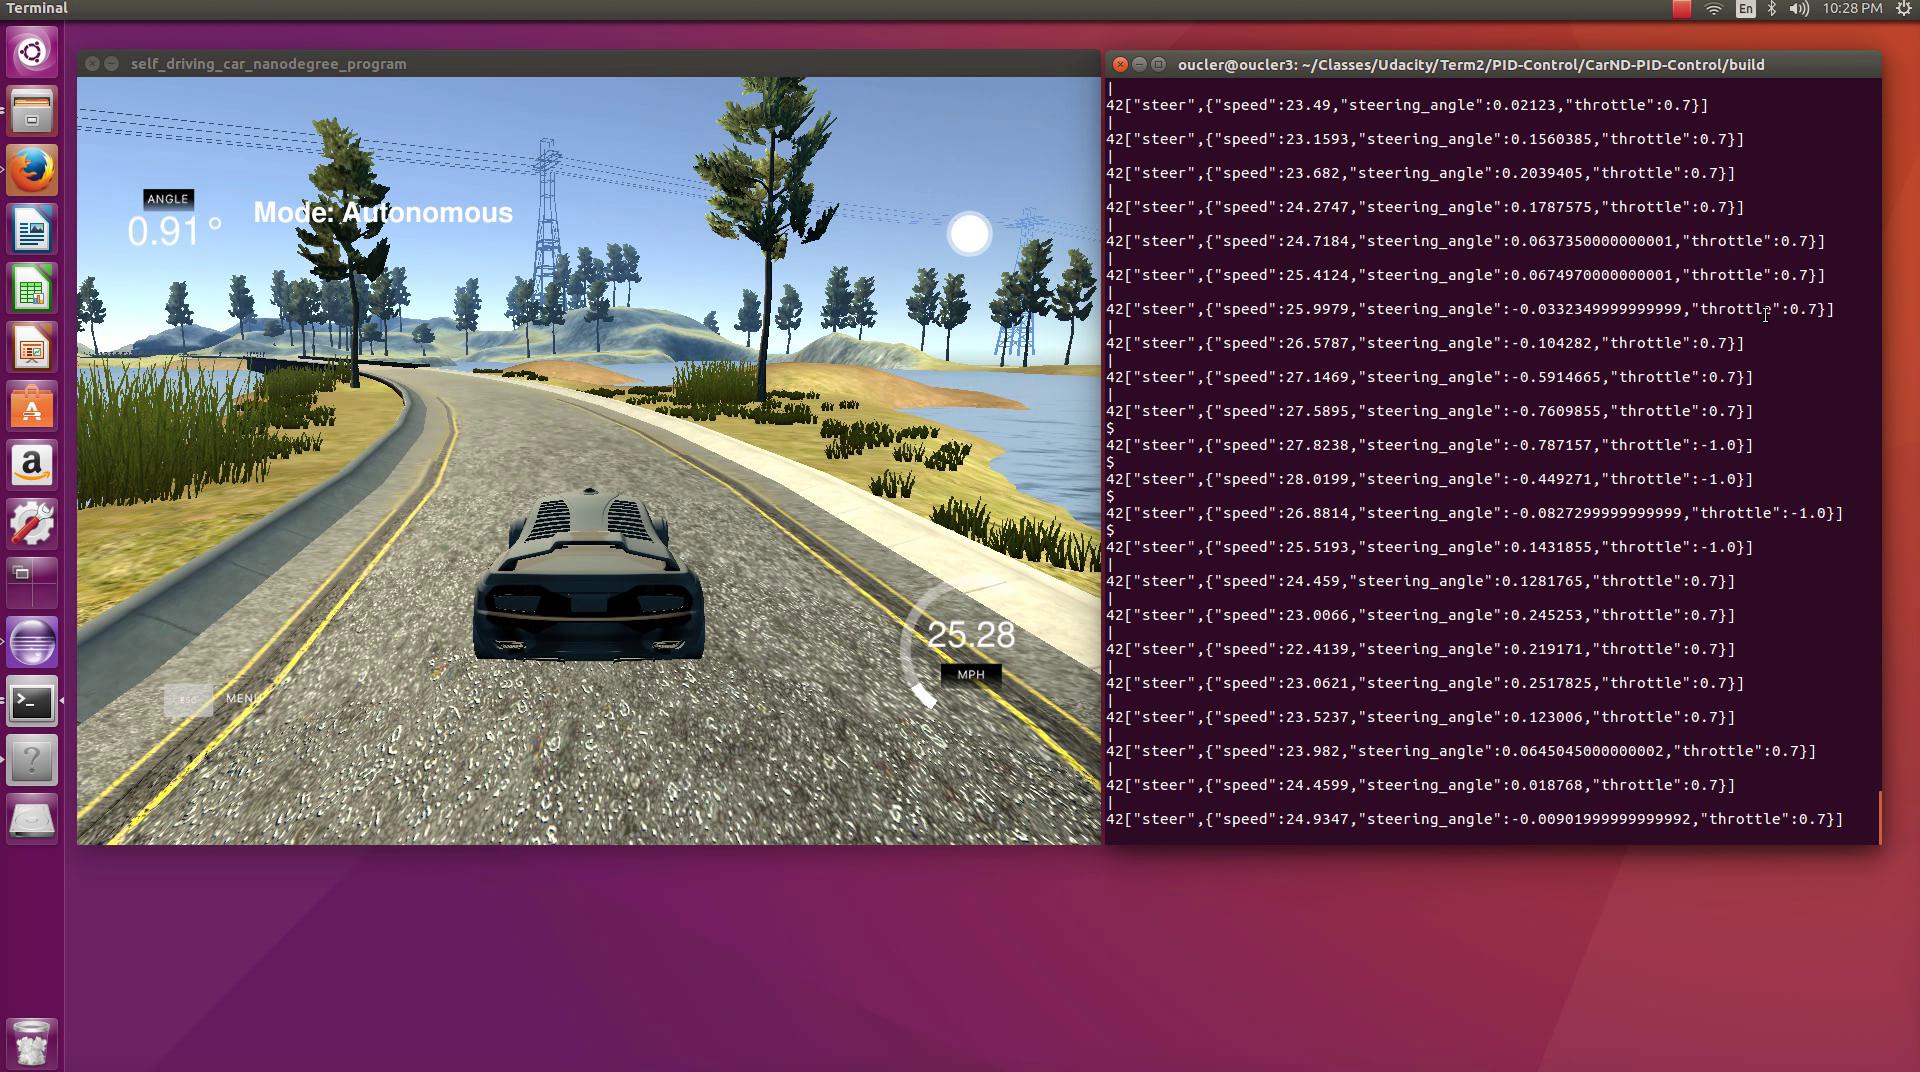 Terminal
En
10:28 PM
self_driving_car_nanodegree_program
ANGLE
0.91°
Mode: Autonomous
25.28
MPH
ESC
MENU
a
oucler@oucler3: ~/Classes/Udacity/Term2/PID-Control/CarND-PID-Control/build
|
42["steer",{"speed":23.49,"steering_angle":0.02123,"throttle":0.7}]
|
42["steer",{"speed":23.1593,"steering_angle":0.1560385,"throttle":0.7}]
|
42["steer",{"speed":23.682,"steering_angle":0.2039405,"throttle":0.7}]
|
42["steer",{"speed":24.2747,"steering_angle":0.1787575,"throttle":0.7}]
|
42["steer",{"speed":24.7184,"steering_angle":0.0637350000000001,"throttle":0.7}]
|
42["steer",{"speed":25.4124,"steering_angle":0.0674970000000001,"throttle":0.7}]
|
42["steer",{"speed":25.9979,"steering_angle":-0.0332349999999999,"throttle":0.7}]
|
42["steer",{"speed":26.5787,"steering_angle":-0.104282,"throttle":0.7}]
|
42["steer",{"speed":27.1469,"steering_angle":-0.5914665,"throttle":0.7}]
|
42["steer",{"speed":27.5895,"steering_angle":-0.7609855,"throttle":0.7}]
$
42["steer",{"speed":27.8238,"steering_angle":-0.787157,"throttle":-1.0}]
$
42["steer",{"speed":28.0199,"steering_angle":-0.449271,"throttle":-1.0}]
$
42["steer",{"speed":26.8814,"steering_angle":-0.0827299999999999,"throttle":-1.0}]
$
42["steer",{"speed":25.5193,"steering_angle":0.1431855,"throttle":-1.0}]
|
42["steer",{"speed":24.459,"steering_angle":0.1281765,"throttle":0.7}]
|
42["steer",{"speed":23.0066,"steering_angle":0.245253,"throttle":0.7}]
|
42["steer",{"speed":22.4139,"steering_angle":0.219171,"throttle":0.7}]
|
42["steer",{"speed":23.0621,"steering_angle":0.2517825,"throttle":0.7}]
|
42["steer",{"speed":23.5237,"steering_angle":0.123006,"throttle":0.7}]
|
42["steer",{"speed":23.982,"steering_angle":0.0645045000000002,"throttle":0.7}]
|
42["steer",{"speed":24.4599,"steering_angle":0.018768,"throttle":0.7}]
|
42["steer",{"speed":24.9347,"steering_angle":-0.00901999999999992,"throttle":0.7}]